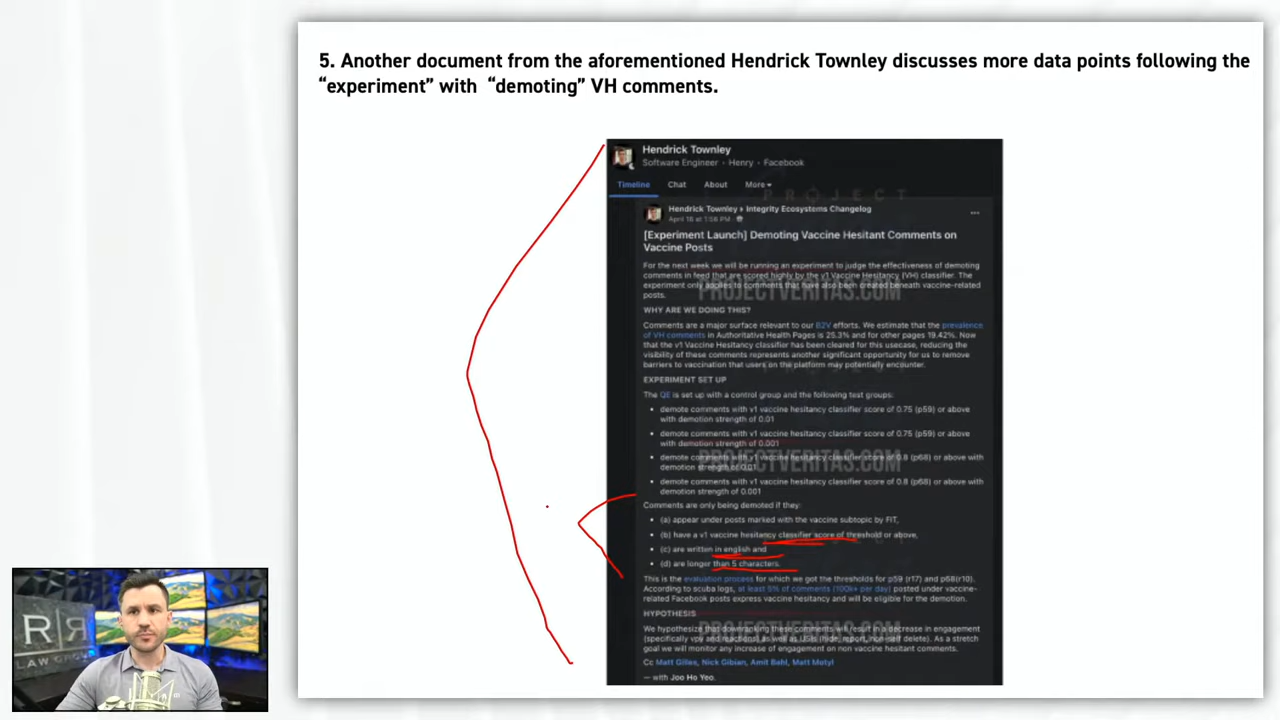 5. Another document from the aforementioned Hendrick Townley discusses more data points following the
“experiment” with “demoting” VH comments.
Hendrick Townley
Software Engineer · Henry · Facebook
Timeline Chat About More
PROJECT
Hendrick Townley ▸ Integrity Ecosystems Changelog
April 16 at 1:56 PM
[Experiment Launch] Demoting Vaccine Hesitant Comments on
Vaccine Posts
For the next week we will be running an experiment to judge the effectiveness of demoting
comments in feed that are scored highly by the v1 Vaccine Hesitancy (VH) classifier. The
experiment only applies to comments that have also been created beneath vaccine-related
posts.
PROJECTVERITAS.COM
WHY ARE WE DOING THIS?
Comments are a major surface relevant to our B2V efforts. We estimate that the prevalence
of VH comments in Authoritative Health Pages is 25.3% and for other pages 19.42%. Now
that the v1 Vaccine Hesitancy classifier has been cleared for this usecase, reducing the
visibility of these comments represents another significant opportunity for us to remove
barriers to vaccination that users on the platform may potentially encounter.
EXPERIMENT SET UP
The QE is set up with a control group and the following test groups:
• demote comments with v1 vaccine hesitancy classifier score of 0.75 (p59) or above
with demotion strength of 0.01
• demote comments with v1 vaccine hesitancy classifier score of 0.75 (p59) or above
with demotion strength of 0.001
• demote comments with v1 vaccine hesitancy classifier score of 0.8 (p68) or above with
demotion strength of 0.01
PROJECTVERITAS.COM
• demote comments with v1 vaccine hesitancy classifier score of 0.8 (p68) or above with
demotion strength of 0.001
Comments are only being demoted if they:
• (a) appear under posts marked with the vaccine subtopic by FIT,
• (b) have a v1 vaccine hesitancy classifier score of threshold or above,
• (c) are written in english and
• (d) are longer than 5 characters.
This is the evaluation process for which we got the thresholds for p59 (r17) and p68(r10).
According to scuba logs, at least 5% of comments (100k+ per day) posted under vaccine-
related Facebook posts express vaccine hesitancy and will be eligible for the demotion.
HYPOTHESIS
We hypothesize that downranking these comments will result in a decrease in engagement
(specifically vpv and reactions) as well as (hide, report, non-self delete). As a stretch
goal we will monitor any increase of engagement on non vaccine hesitant comments.
PROJECTVERITAS.COM
Cc Matt Gilles, Nick Gibian, Amit Bahl, Matt Motyl
— with Joo Ho Yeo.
R R
LAW GROUP